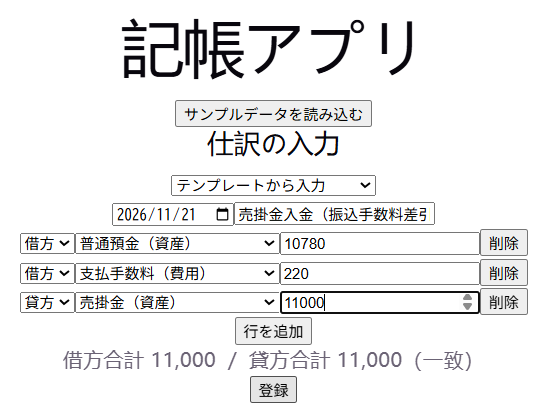 記帳アプリ
サンプルデータを読み込む
仕訳の入力
テンプレートから入力
2026/11/21 売掛金入金（振込手数料差引
借方 普通預金（資産） 10780 削除
借方 支払手数料（費用） 220 削除
貸方 売掛金（資産） 11000 削除
行を追加
借方合計 11,000 / 貸方合計 11,000（一致）
登録